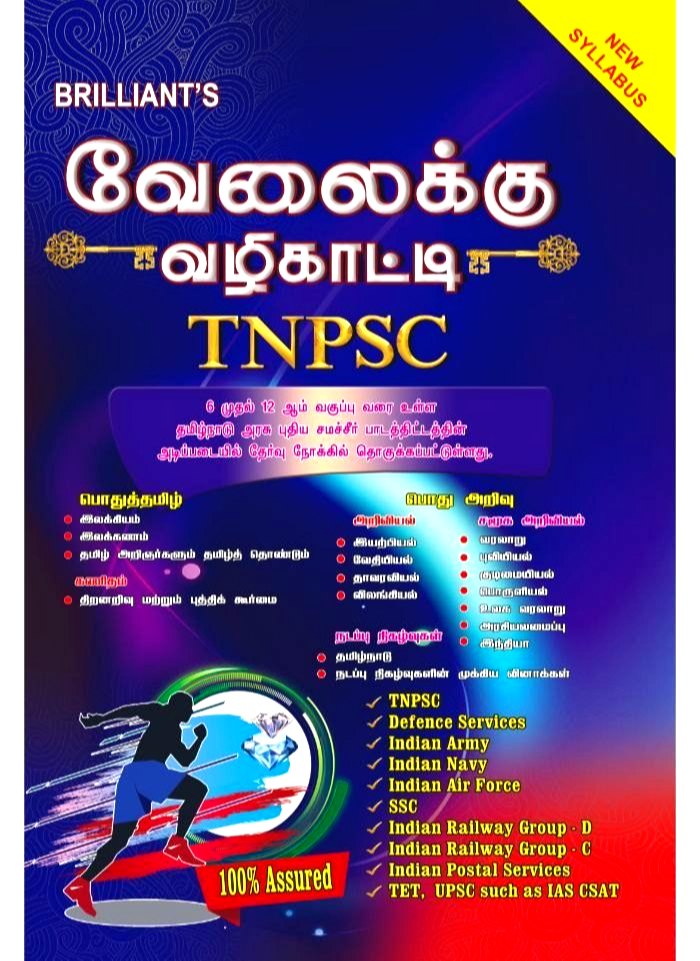 NEW
SYLLABUS
BRILLIANT'S
வேலைக்கு
வழிகாட்டி
TNPSC
6 முதல் 12 ஆம் வகுப்பு வரை உள்ள
தமிழ்நாடு அரசு புதிய சமச்சீர் பாடத்திட்டத்தின்
அடிப்படையில் தேர்வு நோக்கில் தொகுக்கப்பட்டுள்ளது.
பொதுத்தமிழ்
இலக்கியம்
இலக்கணம்
தமிழ் அறிஞர்களும் தமிழ்த் தொண்டும்
கணிதம்
திறனறிவு மற்றும் புத்திக் கூர்மை
பொது அறிவு
அறிவியல்
இயற்பியல்
வேதியியல்
தாவரவியல்
விலங்கியல்
சமூக அறிவியல்
வரலாறு
புவியியல்
குடிமையியல்
பொருளியல்
உலக வரலாறு
அரசியலமைப்பு
இந்தியா
நடப்பு நிகழ்வுகள்
தமிழ்நாடு
நடப்பு நிகழ்வுகளின் முக்கிய வினாக்கள்
TNPSC
Defence Services
Indian Army
Indian Navy
Indian Air Force
SSC
Indian Railway Group - D
Indian Railway Group - C
Indian Postal Services
TET, UPSC such as IAS CSAT
100% Assured